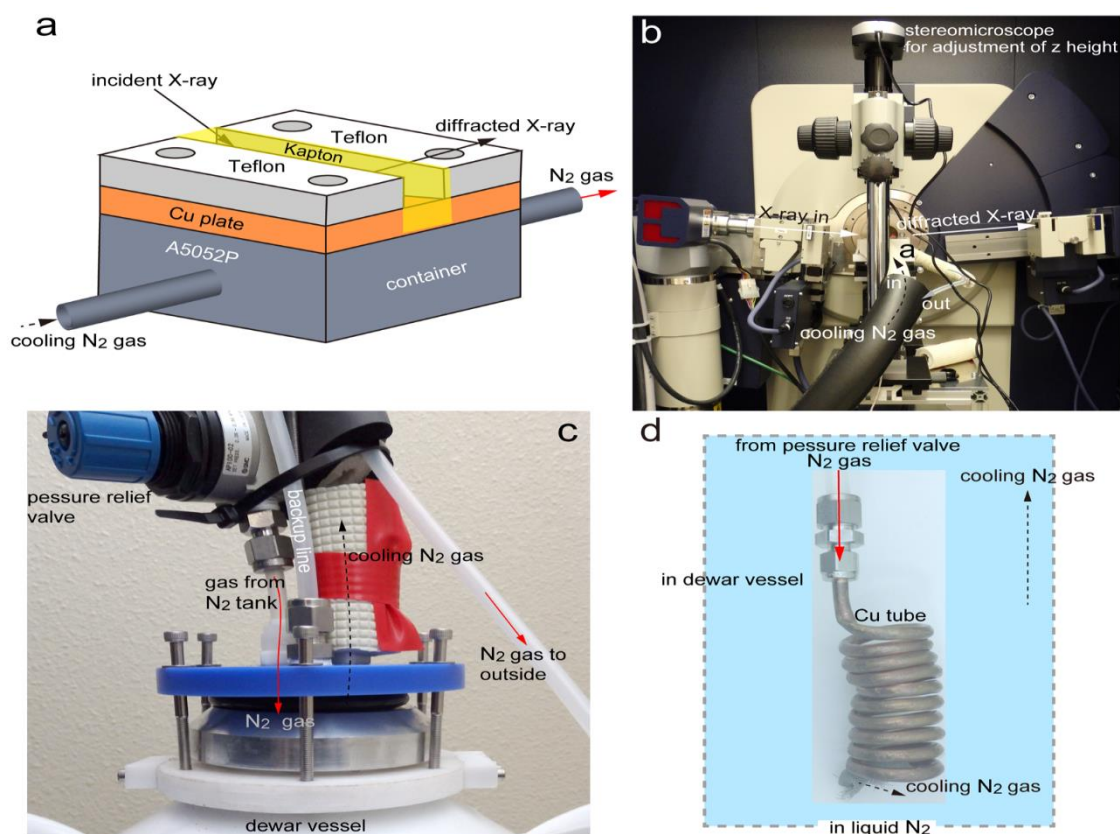 a
incident X-ray
Teflon
diffracted X-ray
Kapton
Teflon
N2 gas
Cu plate
A5052P
container
cooling N2 gas
b
stereomicroscope
for adjustment of z height
X-ray in
diffracted X-ray
a
in
out
cooling N2 gas
c
pessure relief
valve
backup line
cooling N2 gas
gas from
N2 tank
N2 gas to
outside
N2 gas
dewar vessel
d
from pressure relief valve
N2 gas
cooling N2 gas
in dewar vessel
Cu tube
cooling N2 gas
in liquid N2